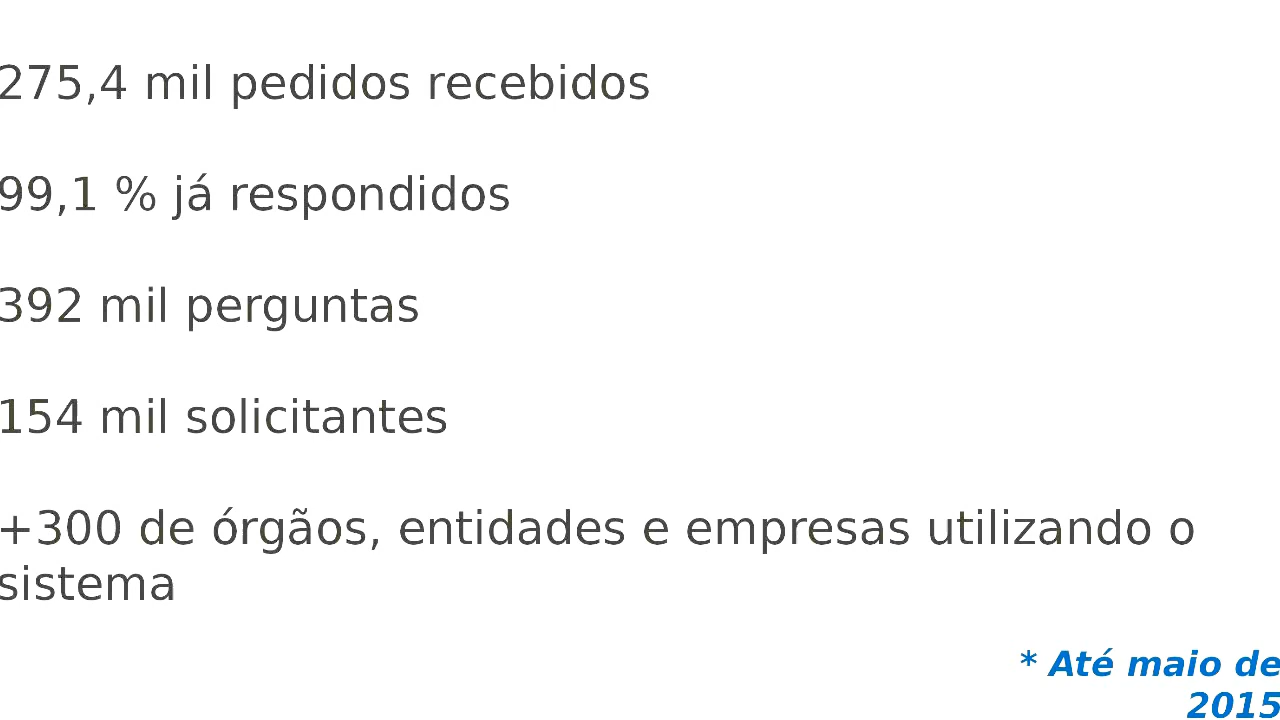 275,4 mil pedidos recebidos
99,1 % já respondidos
392 mil perguntas
154 mil solicitantes
+300 de órgãos, entidades e empresas utilizando o
sistema
* Até maio de
2015